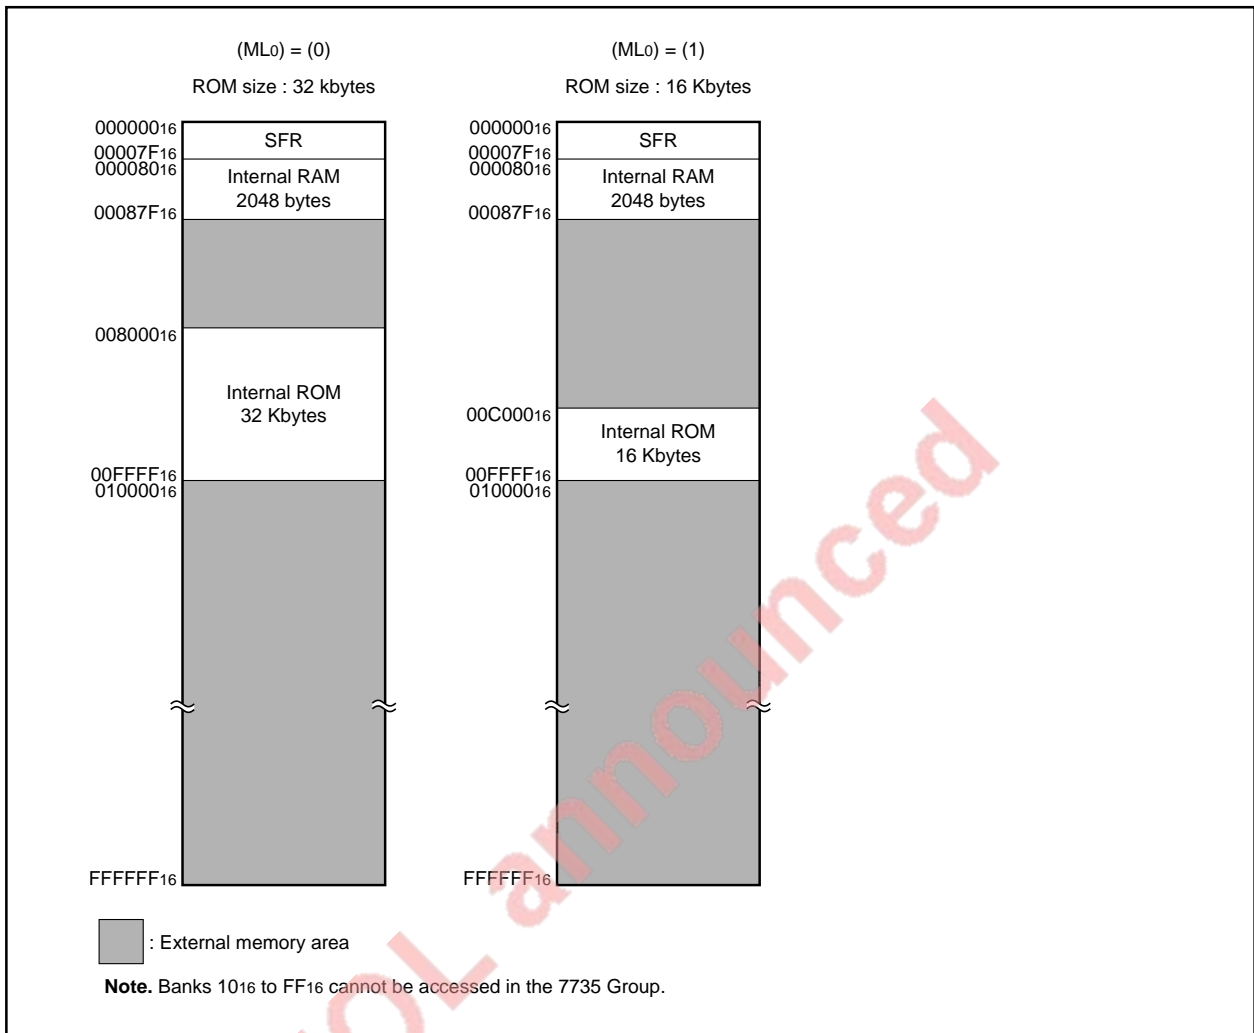 (ML0) = (0)
ROM size : 32 kbytes
00000016
SFR
00007F16
00008016
Internal RAM
2048 bytes
00087F16
00800016
Internal ROM
32 Kbytes
00FFFF16
01000016
FFFFFF16
(ML0) = (1)
ROM size : 16 Kbytes
00000016
SFR
00007F16
00008016
Internal RAM
2048 bytes
00087F16
00C00016
Internal ROM
16 Kbytes
00FFFF16
01000016
FFFFFF16
: External memory area
Note. Banks 1016 to FF16 cannot be accessed in the 7735 Group.
EOL announced